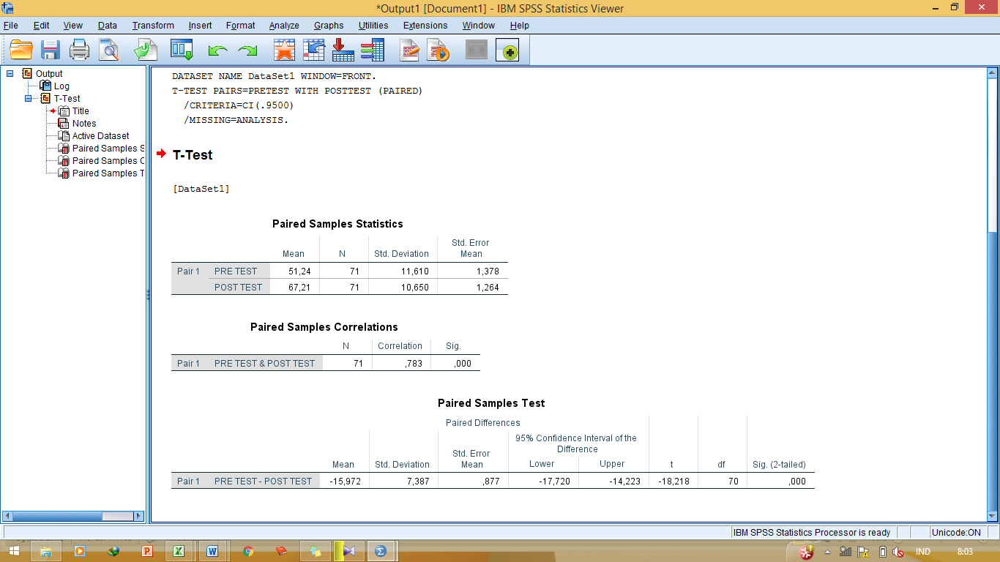 *Output1 [Document1] - IBM SPSS Statistics Viewer
File Edit View Data Transform Insert Format Analyze Graphs Utilities Extensions Window Help
Output
Log
T-Test
Title
Notes
Active Dataset
Paired Samples S
Paired Samples C
Paired Samples T
DATASET NAME DataSet1 WINDOW=FRONT.
T-TEST PAIRS=PRETEST WITH POSTTEST (PAIRED)
/CRITERIA=CI(.9500)
/MISSING=ANALYSIS.
T-Test
[DataSet1]
Paired Samples Statistics
Mean N Std. Deviation Std. Error Mean
Pair 1 PRE TEST 51,24 71 11,610 1,378
POST TEST 67,21 71 10,650 1,264
Paired Samples Correlations
N Correlation Sig.
Pair 1 PRE TEST & POST TEST 71 ,783 ,000
Paired Samples Test
Paired Differences
95% Confidence Interval of the Difference
Mean Std. Deviation Std. Error Mean Lower Upper t df Sig. (2-tailed)
Pair 1 PRE TEST - POST TEST -15,972 7,387 ,877 -17,720 -14,223 -18,218 70 ,000
IBM SPSS Statistics Processor is ready Unicode:ON
IND 8:03